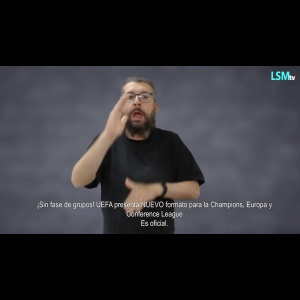 LSMtv
¡Sin fase de grupos! UEFA presenta NUEVO formato para la Champions, Europa y
Conference League
Es oficial.